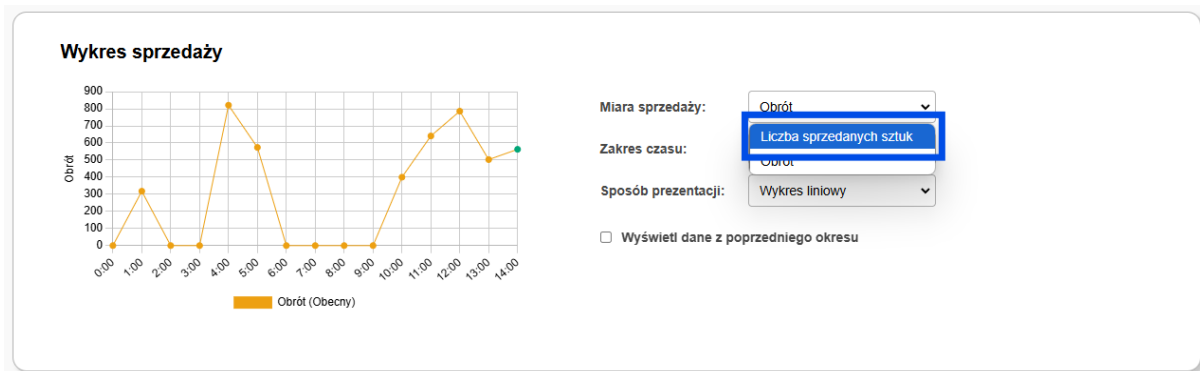 Wykres sprzedaży
900
800
700
600
500
400
300
200
100
0
Obrót
0:00
1:00
2:00
3:00
4:00
5:00
6:00
7:00
8:00
9:00
10:00
11:00
12:00
13:00
14:00
Obrót (Obecny)
Miara sprzedaży:
Obrót
Liczba sprzedanych sztuk
Obrót
Zakres czasu:
Sposób prezentacji:
Wykres liniowy
Wyświetl dane z poprzedniego okresu